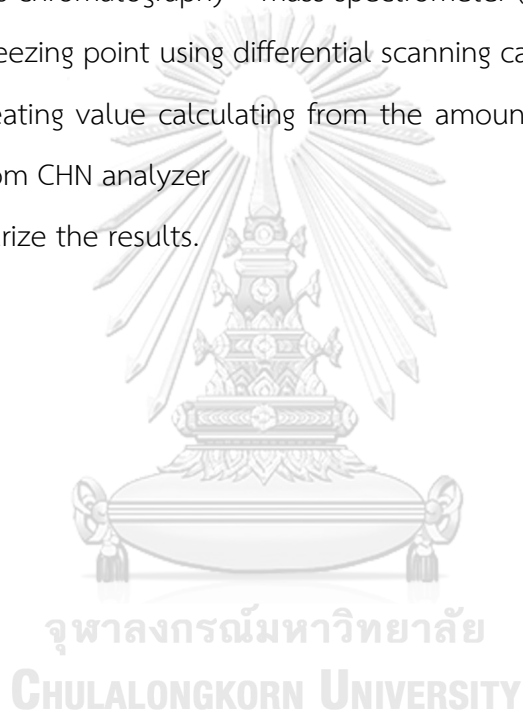 chromatography – mass spectrometer
eezing point using differential scanning ca
eating value calculating from the amoun
om CHN analyzer
rize the results.
จุฬาลงกรณ์มหาวิทยาลัย
CHULALONGKORN UNIVERSITY